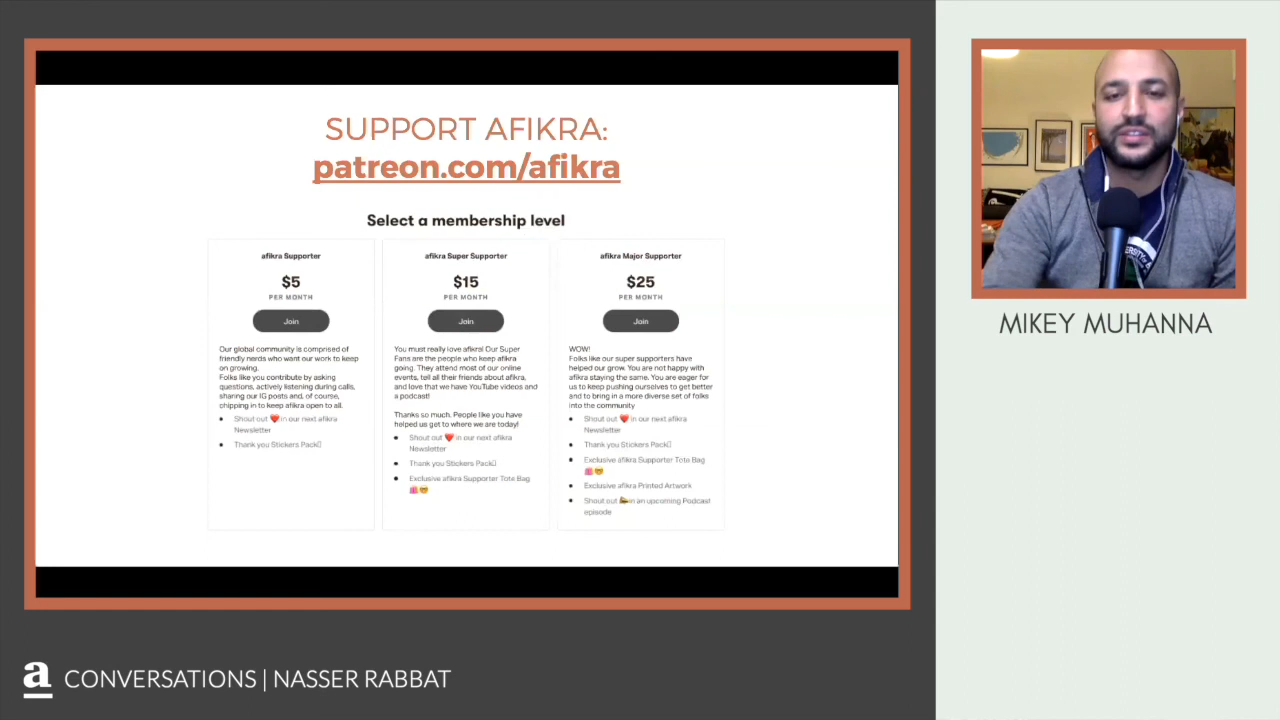 SUPPORT AFIKRA:
patreon.com/afikra
Select a membership level
afikra Supporter
$5
PER MONTH
Join
Our global community is comprised of
friendly nerds who want our work to keep
on growing.
Folks like you contribute by asking
questions, actively listening during calls,
sharing our IG posts and, of course,
chipping in to keep afikra open to all.
Shout out ❤️ in our next afikra
Newsletter
Thank you Stickers Pack
afikra Super Supporter
$15
PER MONTH
Join
You must really love afikra! Our Super
Fans are the people who keep afikra
going. They attend most of our online
events, tell all their friends about afikra,
and love that we have YouTube videos and
a podcast!
Thanks so much. People like you have
helped us get to where we are today!
Shout out ❤️ in our next afikra
Newsletter
Thank you Stickers Pack
Exclusive afikra Supporter Tote Bag
afikra Major Supporter
$25
PER MONTH
Join
WOW!
Folks like our super supporters have
helped our grow. You are not happy with
afikra staying the same. You are eager for
us to keep pushing ourselves to get better
and to bring in a more diverse set of folks
into the community
Shout out ❤️ in our next afikra
Newsletter
Thank you Stickers Pack
Exclusive afikra Supporter Tote Bag
Exclusive afikra Printed Artwork
Shout out in an upcoming Podcast
episode
MIKEY MUHANNA
a CONVERSATIONS | NASSER RABBAT